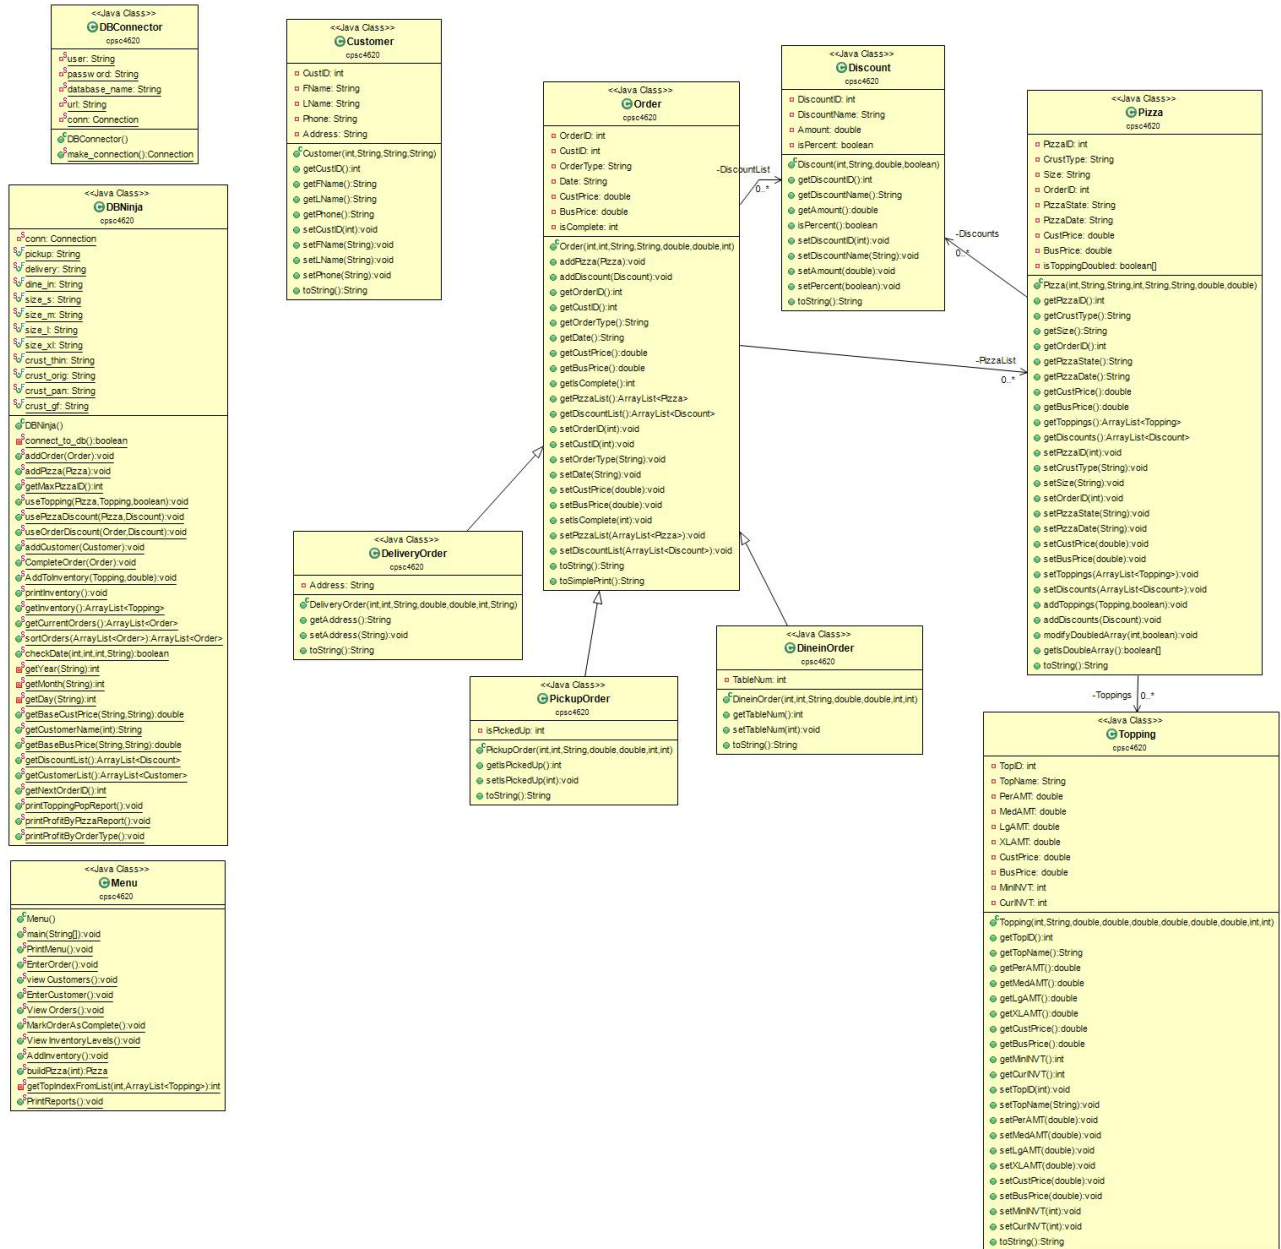 <<Java Class>>
DBConnector
cpsc4620
user: String
password: String
database_name: String
url: String
conn: Connection
DBConnector()
make_connection():Connection
<<Java Class>>
DBNinja
cpsc4620
conn: Connection
pickup: String
delivery: String
dine_in: String
size_s: String
size_m: String
size_l: String
size_xl: String
crust_thin: String
crust_orig: String
crust_pan: String
crust_gf: String
DBNinja()
connect_to_db():boolean
addOrder(Order):void
addPizza(Pizza):void
getMaxPizzaID():int
useTopping(Pizza,Topping,boolean):void
usePizzaDiscount(Pizza,Discount):void
useOrderDiscount(Order,Discount):void
addCustomer(Customer):void
CompleteOrder(Order):void
AddToInventory(Topping,double):void
printInventory():void
getInventory():ArrayList<Topping>
getCurrentOrders():ArrayList<Order>
sortOrders(ArrayList<Order>):ArrayList<Order>
checkDate(int,int,int,String):boolean
getYear(String):int
getMonth(String):int
getDay(String):int
getBaseCustPrice(String,String):double
getCustomerName(int):String
getBaseBusPrice(String,String):double
getDiscountList():ArrayList<Discount>
getCustomerList():ArrayList<Customer>
getNextOrderID():int
printToppingPopReport():void
printProfitByPizzaReport():void
printProfitByOrderType():void
<<Java Class>>
Menu
cpsc4620
Menu()
main(String[]):void
PrintMenu():void
EnterOrder():void
viewCustomers():void
EnterCustomer():void
ViewOrders():void
MarkOrderAsComplete():void
ViewInventoryLevels():void
AddInventory():void
buildPizza(int):Pizza
getTopIndexFromList(int,ArrayList<Topping>):int
PrintReports():void
<<Java Class>>
Customer
cpsc4620
CustID: int
FName: String
LName: String
Phone: String
Address: String
Customer(int,String,String,String)
getCustID():int
getFName():String
getLName():String
getPhone():String
setCustID(int):void
setFName(String):void
setLName(String):void
setPhone(String):void
toString():String
<<Java Class>>
Order
cpsc4620
OrderID: int
CustID: int
OrderType: String
Date: String
CustPrice: double
BusPrice: double
isComplete: int
Order(int,int,String,String,double,double,int)
addPizza(Pizza):void
addDiscount(Discount):void
getOrderID():int
getCustID():int
getOrderType():String
getDate():String
getCustPrice():double
getBusPrice():double
getIsComplete():int
getPizzaList():ArrayList<Pizza>
getDiscountList():ArrayList<Discount>
setOrderID(int):void
setCustID(int):void
setOrderType(String):void
setDate(String):void
setCustPrice(double):void
setBusPrice(double):void
setIsComplete(int):void
setPizzaList(ArrayList<Pizza>):void
setDiscountList(ArrayList<Discount>):void
toString():String
toSimplePrint():String
-DiscountList
0..*
<<Java Class>>
Discount
cpsc4620
DiscountID: int
DiscountName: String
Amount: double
isPercent: boolean
Discount(int,String,double,boolean)
getDiscountID():int
getDiscountName():String
getAmount():double
isPercent():boolean
setDiscountID(int):void
setDiscountName(String):void
setAmount(double):void
setPercent(boolean):void
toString():String
-Discounts
0..*
-PizzaList
0..*
<<Java Class>>
Pizza
cpsc4620
PizzaID: int
CrustType: String
Size: String
OrderID: int
PizzaState: String
PizzaDate: String
CustPrice: double
BusPrice: double
isToppingDoubled: boolean[]
Pizza(int,String,String,int,String,String,double,double)
getPizzaID():int
getCrustType():String
getSize():String
getOrderID():int
getPizzaState():String
getPizzaDate():String
getCustPrice():double
getBusPrice():double
getToppings():ArrayList<Topping>
getDiscounts():ArrayList<Discount>
setPizzaID(int):void
setCrustType(String):void
setSize(String):void
setOrderID(int):void
setPizzaState(String):void
setPizzaDate(String):void
setCustPrice(double):void
setBusPrice(double):void
setToppings(ArrayList<Topping>):void
setDiscounts(ArrayList<Discount>):void
addToppings(Topping,boolean):void
addDiscounts(Discount):void
modifyDoubledArray(int,boolean):void
getIsDoubleArray():boolean[]
toString():String
-Toppings
0..*
<<Java Class>>
DeliveryOrder
cpsc4620
Address: String
DeliveryOrder(int,int,String,double,double,int,String)
getAddress():String
setAddress(String):void
toString():String
<<Java Class>>
PickupOrder
cpsc4620
isPickedUp: int
PickupOrder(int,int,String,double,double,int,int)
getIsPickedUp():int
setIsPickedUp(int):void
toString():String
<<Java Class>>
DineinOrder
cpsc4620
TableNum: int
DineinOrder(int,int,String,double,double,int,int)
getTableNum():int
setTableNum(int):void
toString():String
<<Java Class>>
Topping
cpsc4620
TopID: int
TopName: String
PerAMT: double
MedAMT: double
LgAMT: double
XLAMT: double
CustPrice: double
BusPrice: double
MinINVT: int
CurINVT: int
Topping(int,String,double,double,double,double,double,double,int,int)
getTopID():int
getTopName():String
getPerAMT():double
getMedAMT():double
getLgAMT():double
getXLAMT():double
getCustPrice():double
getBusPrice():double
getMinINVT():int
getCurINVT():int
setTopID(int):void
setTopName(String):void
setPerAMT(double):void
setMedAMT(double):void
setLgAMT(double):void
setXLAMT(double):void
setCustPrice(double):void
setBusPrice(double):void
setMinINVT(int):void
setCurINVT(int):void
toString():String